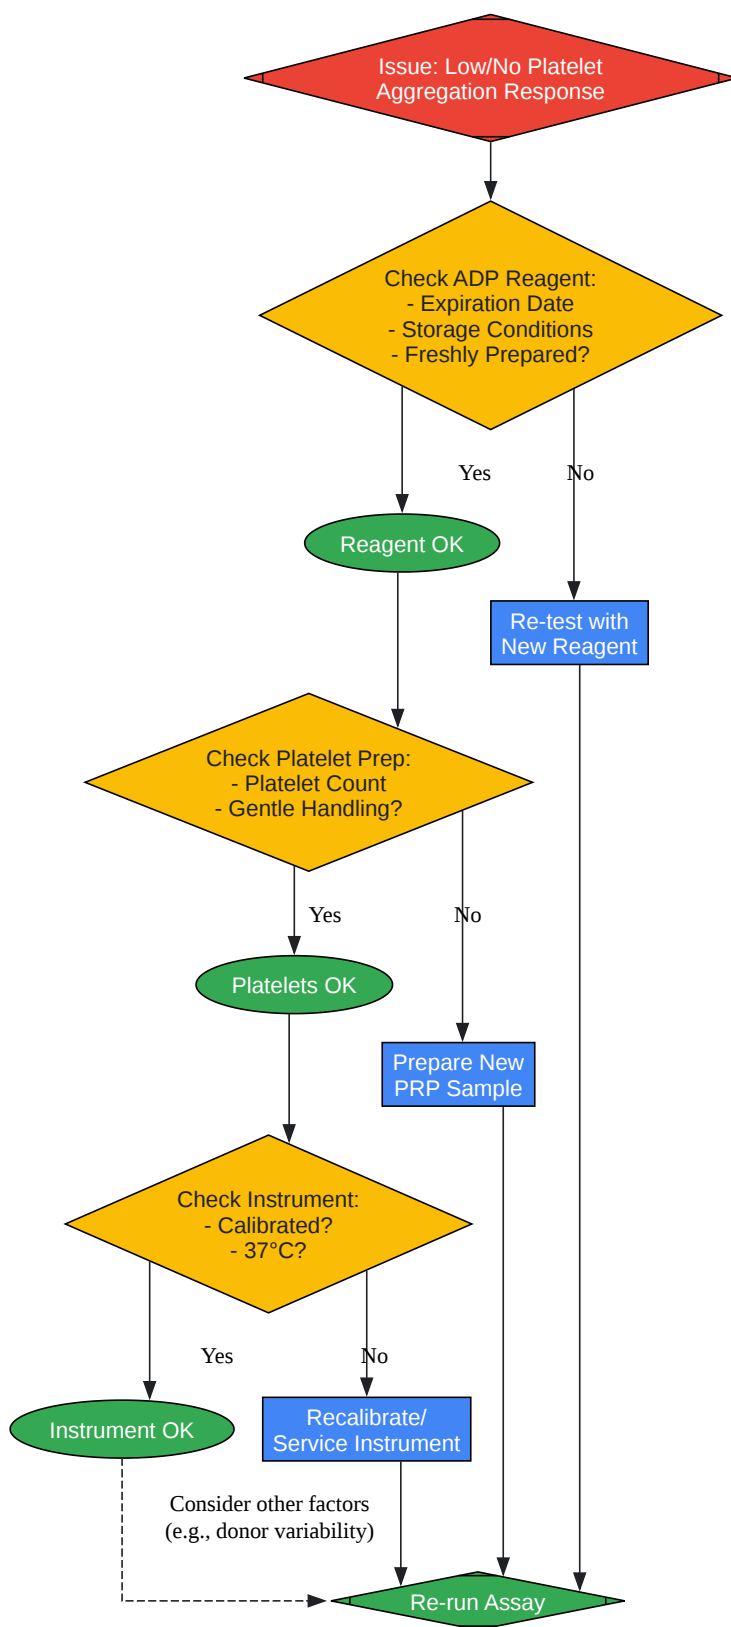 Issue: Low/No Platelet
Aggregation Response
Check ADP Reagent:
- Expiration Date
- Storage Conditions
- Freshly Prepared?
Yes
No
Reagent OK
Re-test with
New Reagent
Check Platelet Prep:
- Platelet Count
- Gentle Handling?
Yes
No
Platelets OK
Prepare New
PRP Sample
Check Instrument:
- Calibrated?
- 37°C?
Yes
No
Instrument OK
Recalibrate/
Service Instrument
Consider other factors
(e.g., donor variability)
Re-run Assay